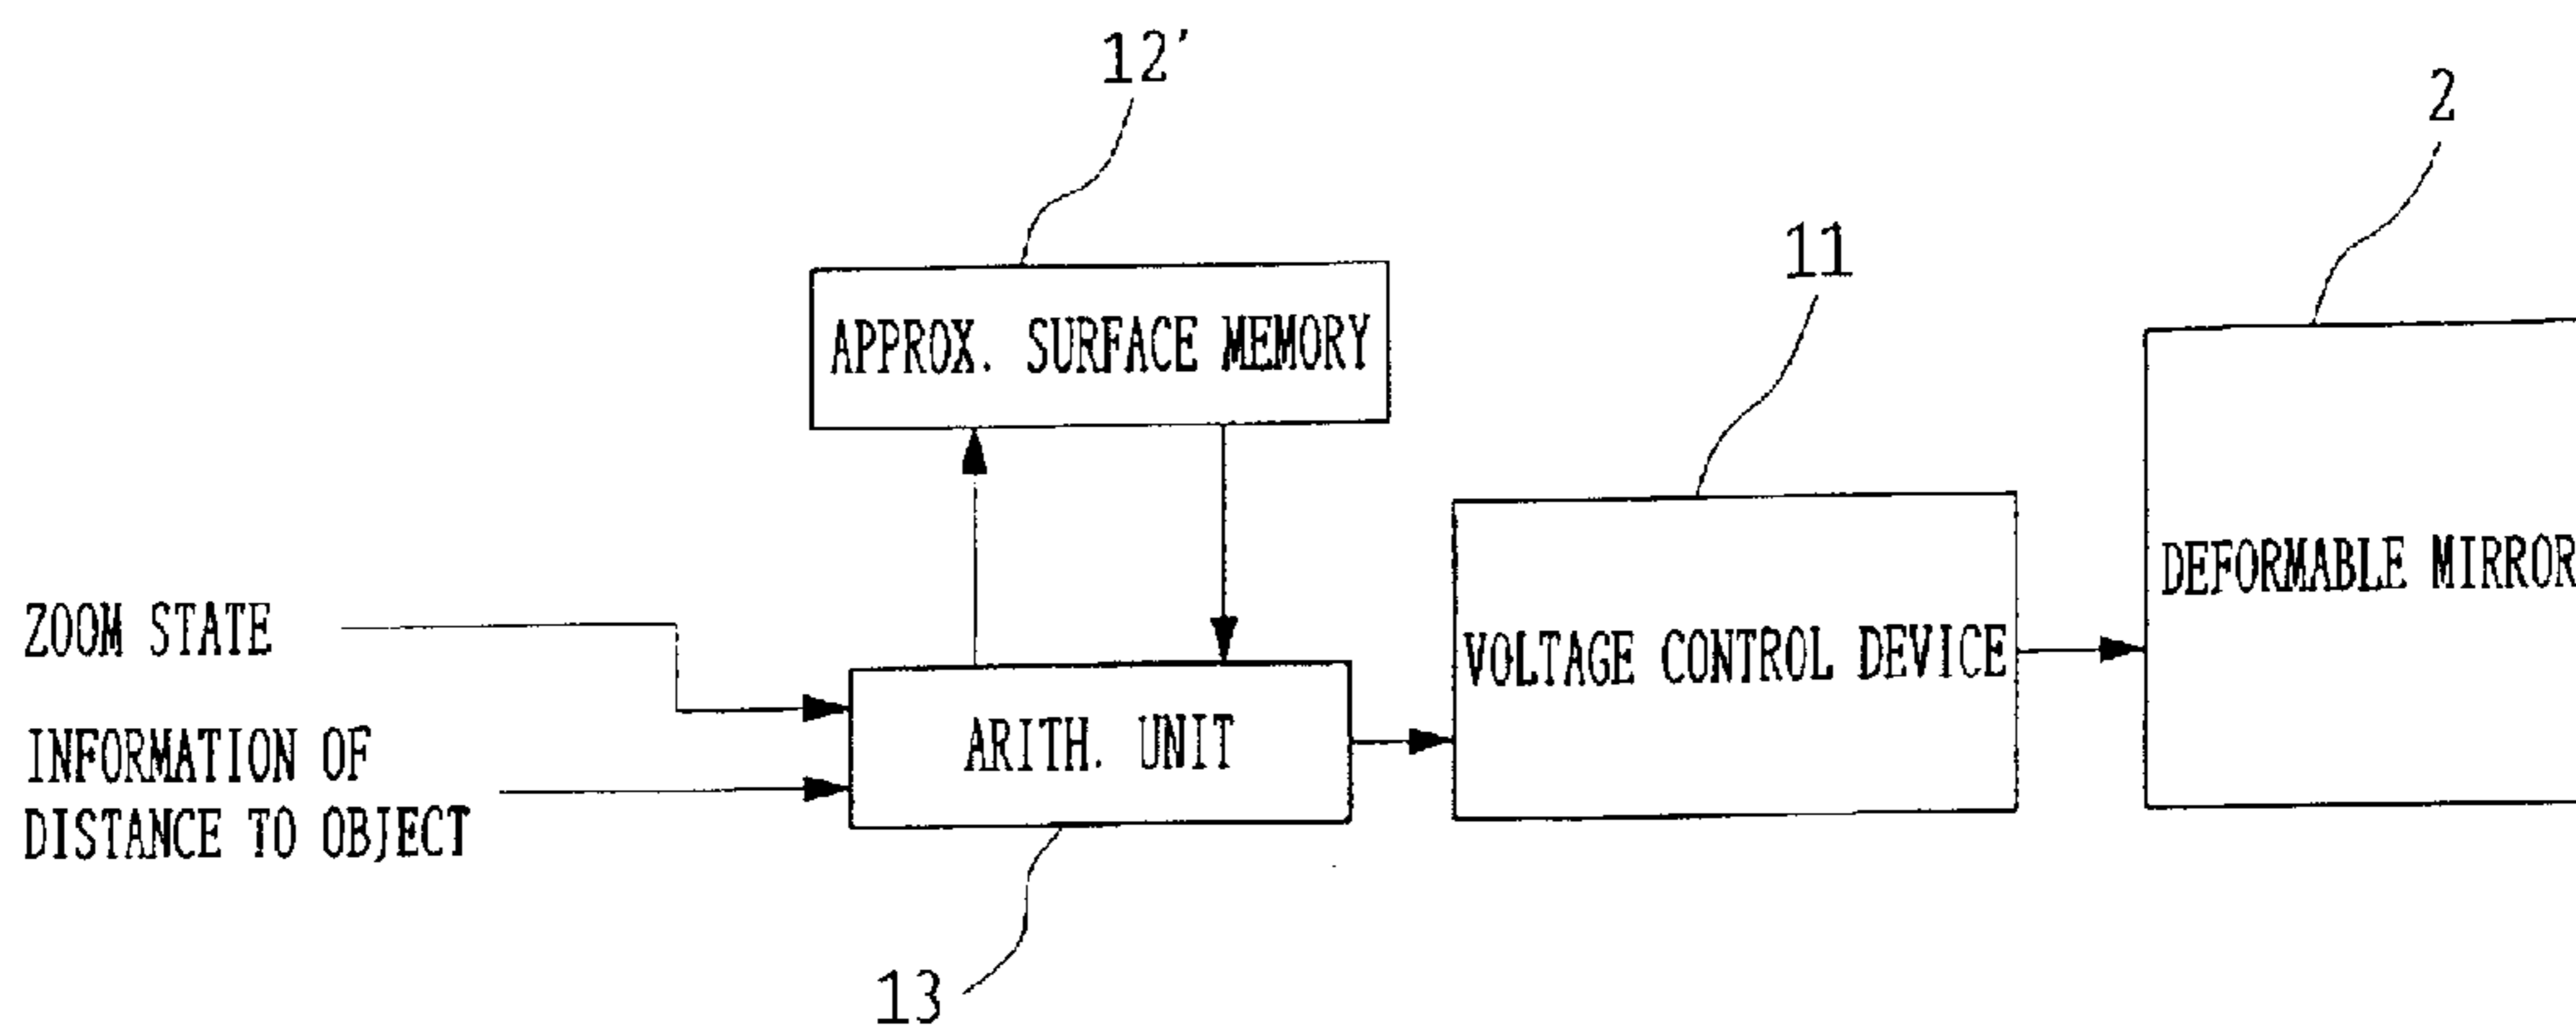 12'
2
11
APPROX. SURFACE MEMORY
DEFORMABLE MIRROR
ZOOM STATE
VOLTAGE CONTROL DEVICE
INFORMATION OF
DISTANCE TO OBJECT
ARITH. UNIT
13